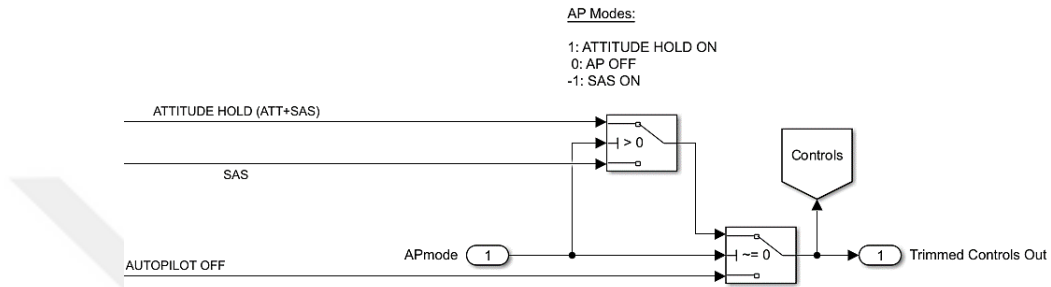 AP Modes:
1: ATTITUDE HOLD ON
0: AP OFF
-1: SAS ON
ATTITUDE HOLD (ATT+SAS)
> 0
SAS
Controls
APmode
1
~= 0
1
Trimmed Controls Out
AUTOPILOT OFF